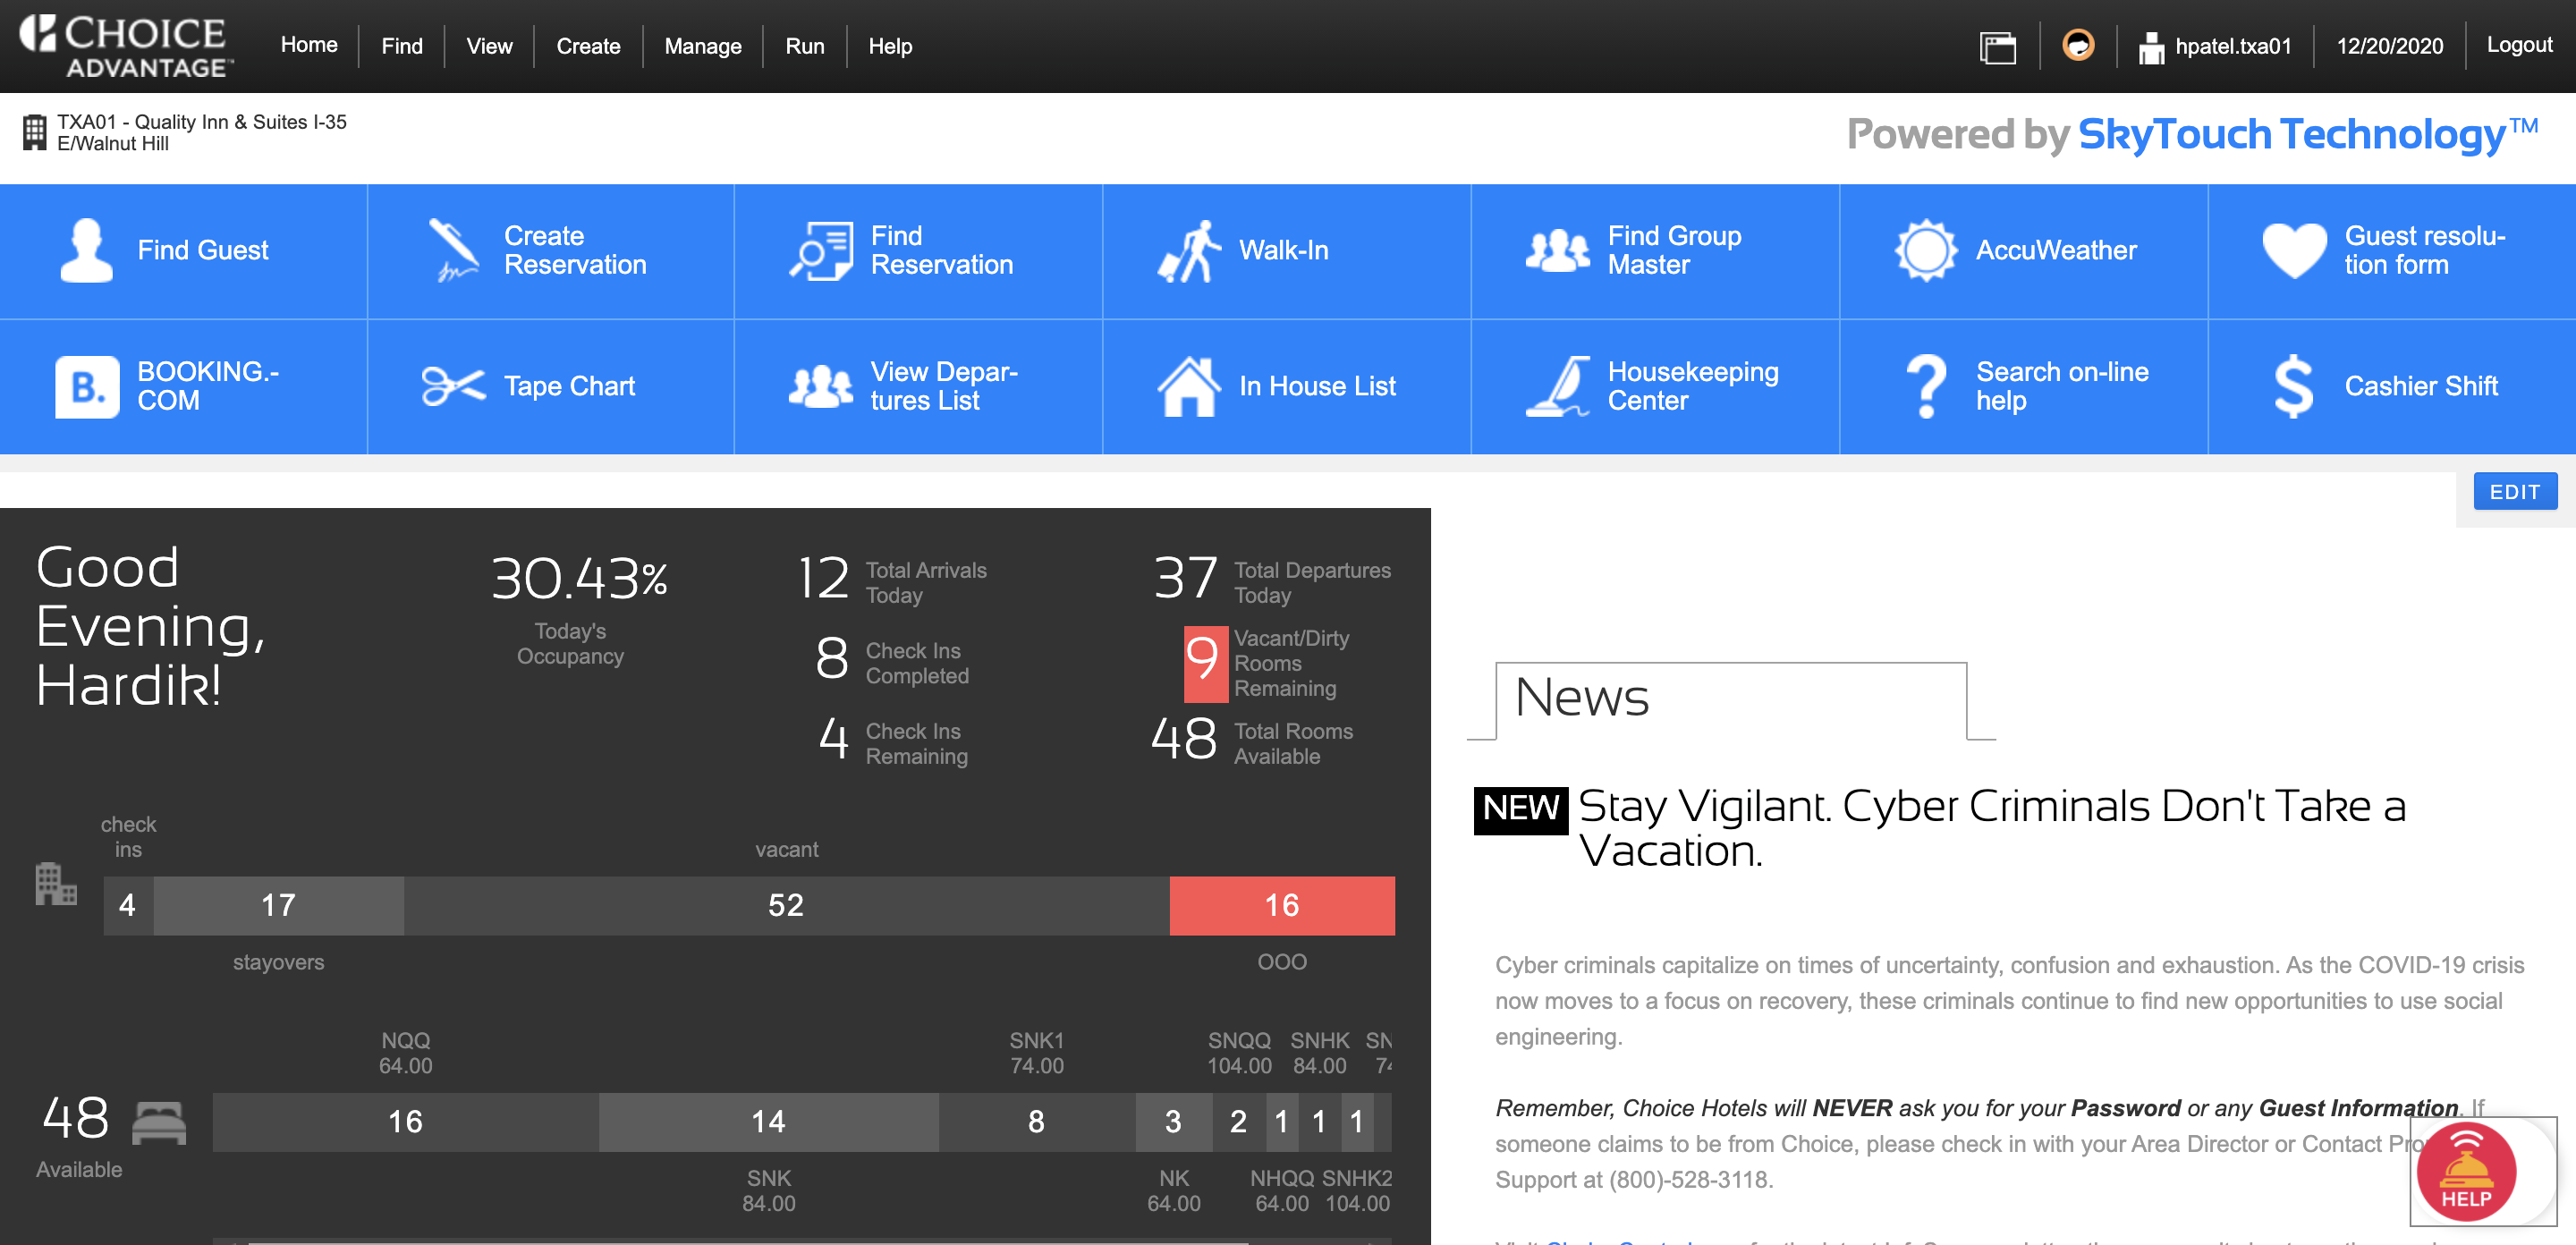 CHOICE
ADVANTAGE™
Home
Find
View
Create
Manage
Run
Help
hpatel.txa01
12/20/2020
Logout
TXA01 - Quality Inn & Suites I-35
E/Walnut Hill
Powered by SkyTouch Technology™
Find Guest
Create
Reservation
Find
Reservation
Walk-In
Find Group
Master
AccuWeather
Guest resolu-
tion form
B.
BOOKING.-
COM
Tape Chart
View Depar-
tures List
In House List
Housekeeping
Center
Search on-line
help
Cashier Shift
EDIT
Good
Evening,
Hardik!
30.43%
Today's
Occupancy
12
Total Arrivals
Today
8
Check Ins
Completed
4
Check Ins
Remaining
37
Total Departures
Today
9
Vacant/Dirty
Rooms
Remaining
48
Total Rooms
Available
check
ins
vacant
4
17
52
16
stayovers
OOO
NQQ
64.00
SNK1
74.00
SNQQ
104.00
SNHK
84.00
SN
48
Available
16
14
8
3
2
1
1
1
SNK
84.00
NK
64.00
NHQQ
64.00
SNHK2
104.00
News
NEW
Stay Vigilant. Cyber Criminals Don't Take a
Vacation.
Cyber criminals capitalize on times of uncertainty, confusion and exhaustion. As the COVID-19 crisis
now moves to a focus on recovery, these criminals continue to find new opportunities to use social
engineering.
Remember, Choice Hotels will NEVER ask you for your Password or any Guest Information. If
someone claims to be from Choice, please check in with your Area Director or Contact Pro
Support at (800)-528-3118.
HELP